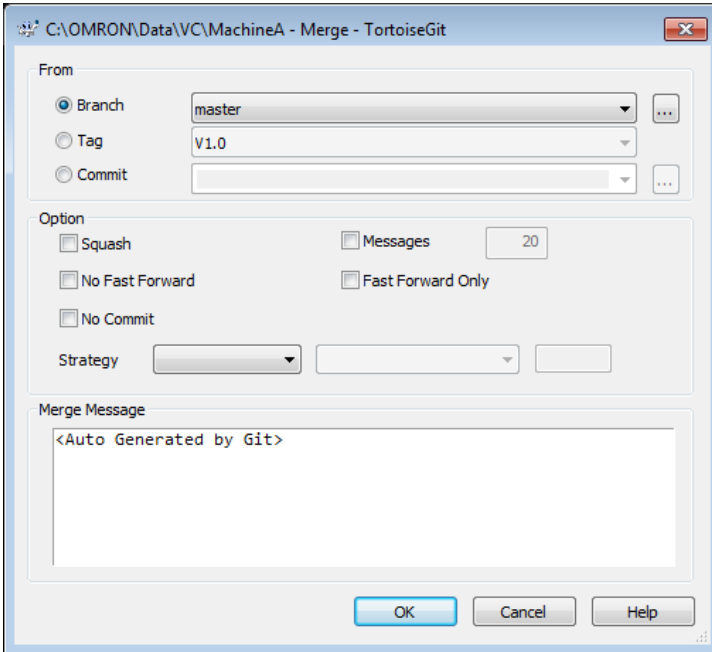 C:\OMRON\Data\VC\MachineA - Merge - TortoiseGit
From
Branch master ...
Tag V1.0
Commit ...
Option
Squash Messages 20
No Fast Forward Fast Forward Only
No Commit
Strategy
Merge Message
<Auto Generated by Git>
OK Cancel Help